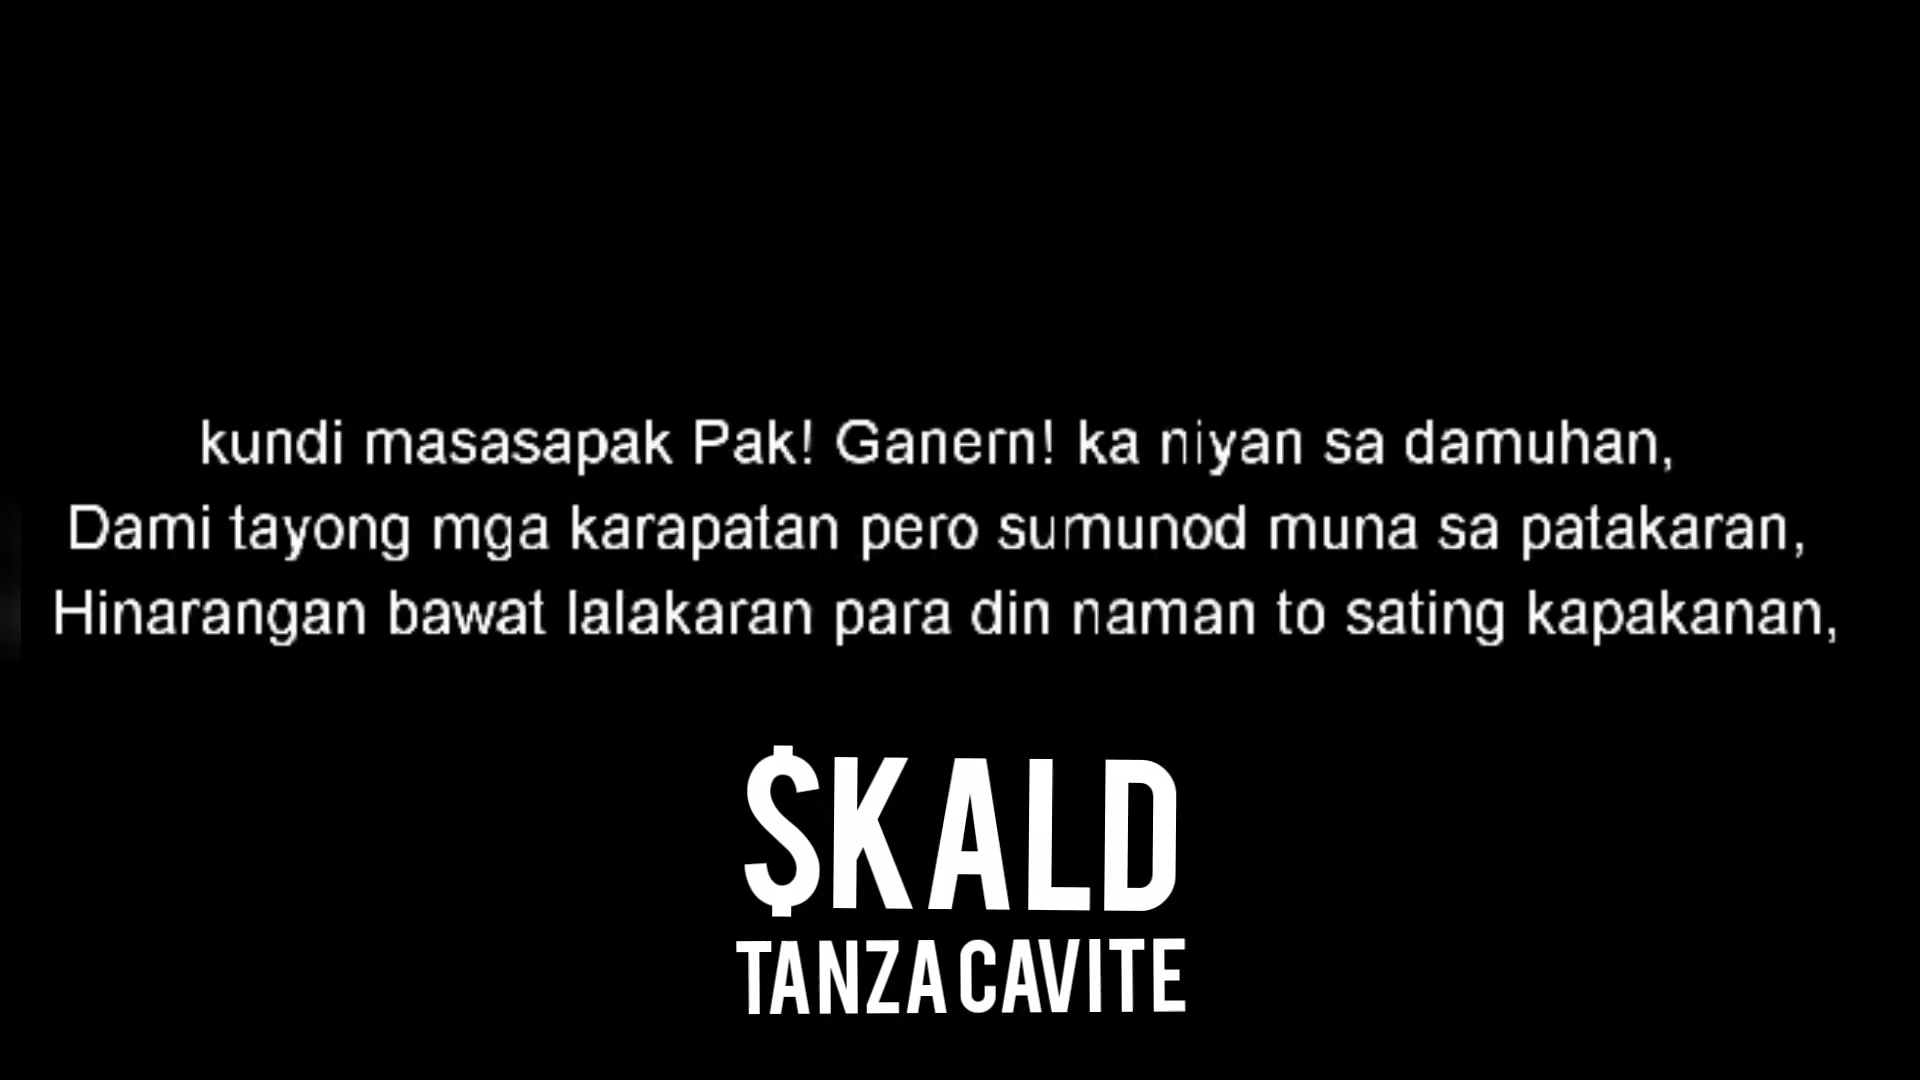 kundi masasapak Pak! Ganern! ka niyan sa damuhan,
Dami tayong mga karapatan pero sumunod muna sa patakaran,
Hinarangan bawat lalakaran para din naman to sating kapakanan,
$KALD
TANZA CAVITE